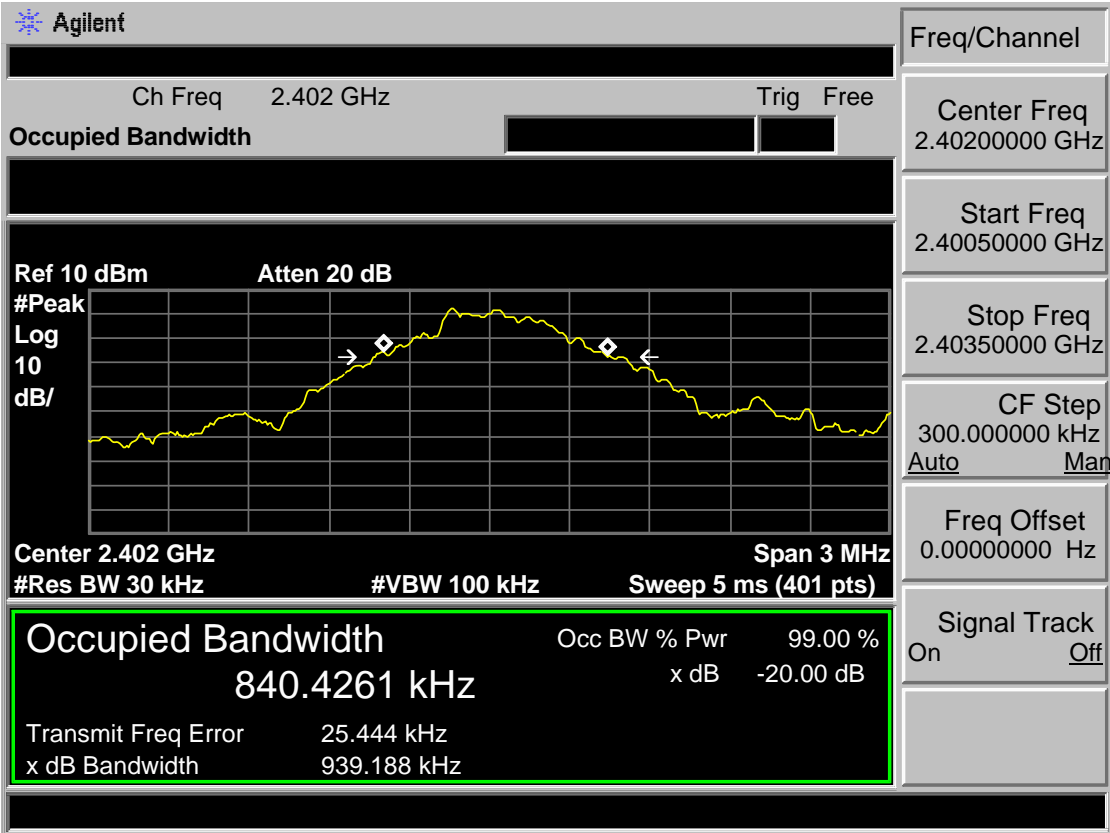 Agilent
Freq/Channel
Ch Freq 2.402 GHz Trig Free
Occupied Bandwidth
Center Freq
2.40200000 GHz
Start Freq
2.40050000 GHz
Stop Freq
2.40350000 GHz
CF Step
300.000000 kHz
Auto Man
Freq Offset
0.00000000 Hz
Signal Track
On Off
Ref 10 dBm Atten 20 dB
#Peak
Log
10
dB/
Center 2.402 GHz Span 3 MHz
#Res BW 30 kHz #VBW 100 kHz Sweep 5 ms (401 pts)
Occupied Bandwidth Occ BW % Pwr 99.00 %
840.4261 kHz x dB -20.00 dB
Transmit Freq Error 25.444 kHz
x dB Bandwidth 939.188 kHz